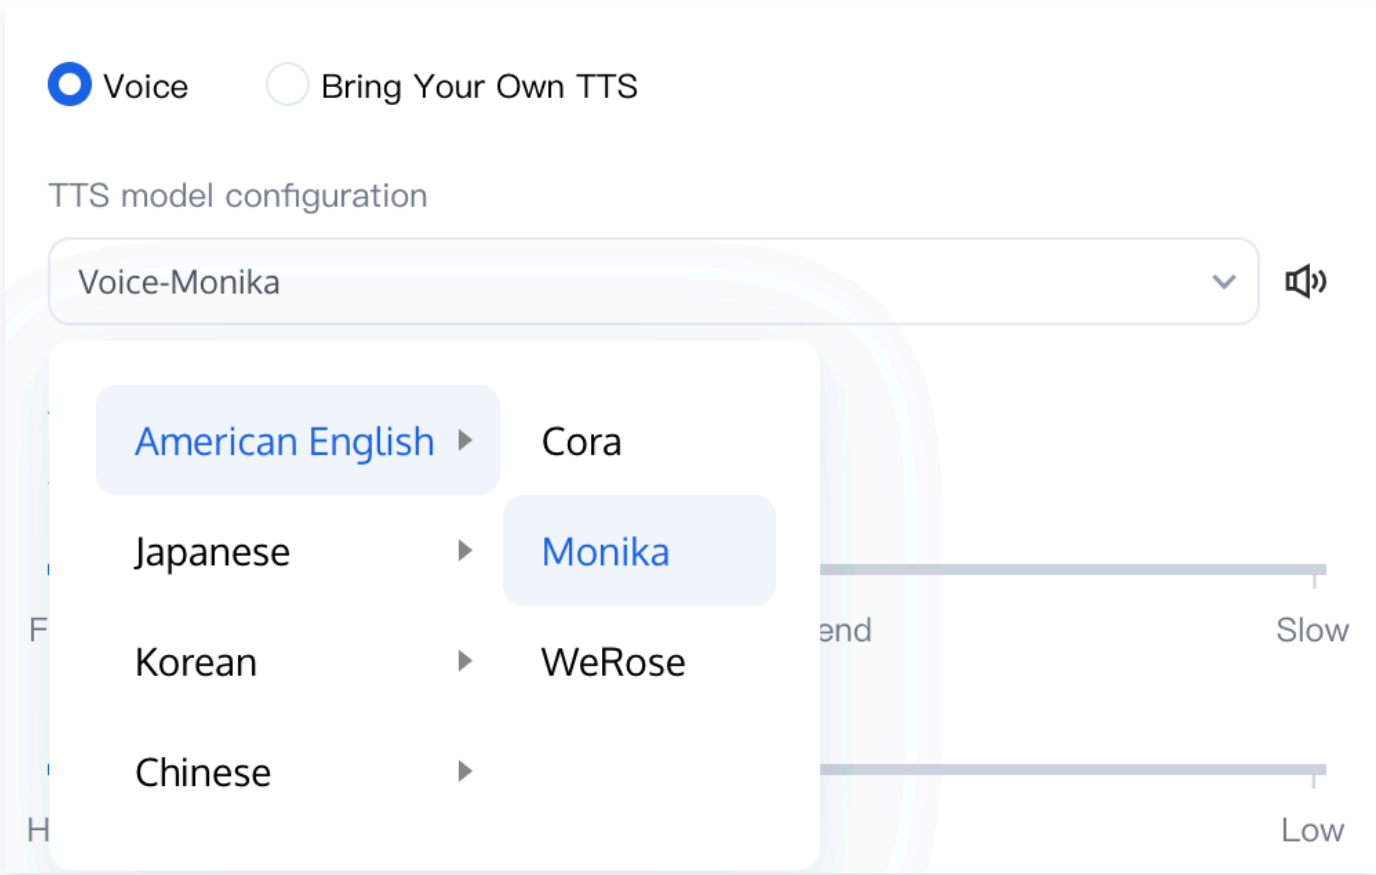 Voice Bring Your Own TTS
TTS model configuration
Voice-Monika
American English Cora
Japanese Monika
Slow
Korean WeRose
Chinese
Low